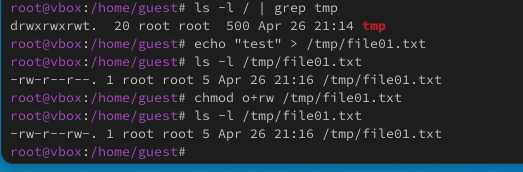 root@vbox:/home/guest# ls -l / | grep tmp
drwxrwxrwt.  20 root root  500 Apr 26 21:14 tmp
root@vbox:/home/guest# echo "test" > /tmp/file01.txt
root@vbox:/home/guest# ls -l /tmp/file01.txt
-rw-r--r--. 1 root root 5 Apr 26 21:16 /tmp/file01.txt
root@vbox:/home/guest# chmod o+rw /tmp/file01.txt
root@vbox:/home/guest# ls -l /tmp/file01.txt
-rw-r--rw-. 1 root root 5 Apr 26 21:16 /tmp/file01.txt
root@vbox:/home/guest#